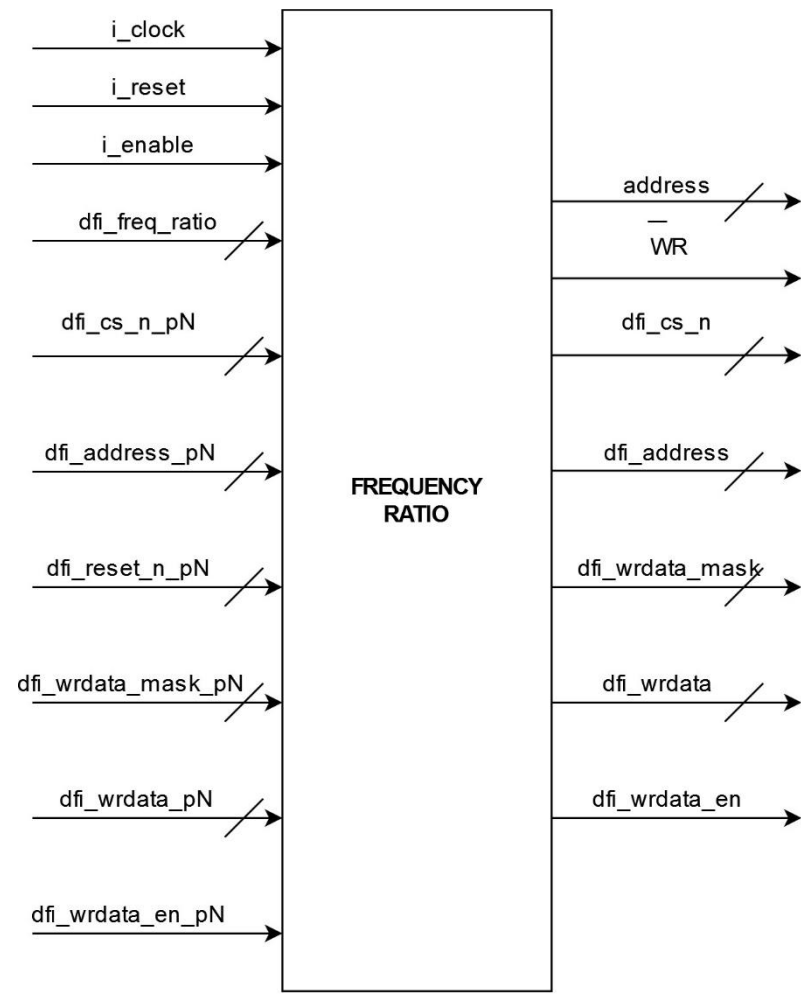 i_clock
i_reset
i_enable
dfi_freq_ratio
dfi_cs_n_pN
dfi_address_pN
dfi_reset_n_pN
dfi_wrdata_mask_pN
dfi_wrdata_pN
dfi_wrdata_en_pN
FREQUENCY
RATIO
address
WR
dfi_cs_n
dfi_address
dfi_wrdata_mask
dfi_wrdata
dfi_wrdata_en